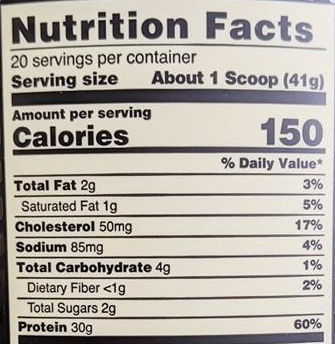 Nutrition Facts
20 servings per container
Serving size About 1 Scoop (41g)
Amount per serving
Calories 150
% Daily Value*
Total Fat 2g 3%
Saturated Fat 1g 5%
Cholesterol 50mg 17%
Sodium 85mg 4%
Total Carbohydrate 4g 1%
Dietary Fiber <1g 2%
Total Sugars 2g
Protein 30g 60%